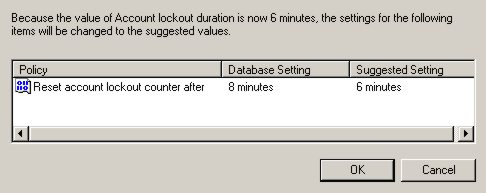 Because the value of Account lockout duration is now 6 minutes, the settings for the following
items will be changed to the suggested values.
Policy Database Setting Suggested Setting
Reset account lockout counter after 8 minutes 6 minutes
OK Cancel